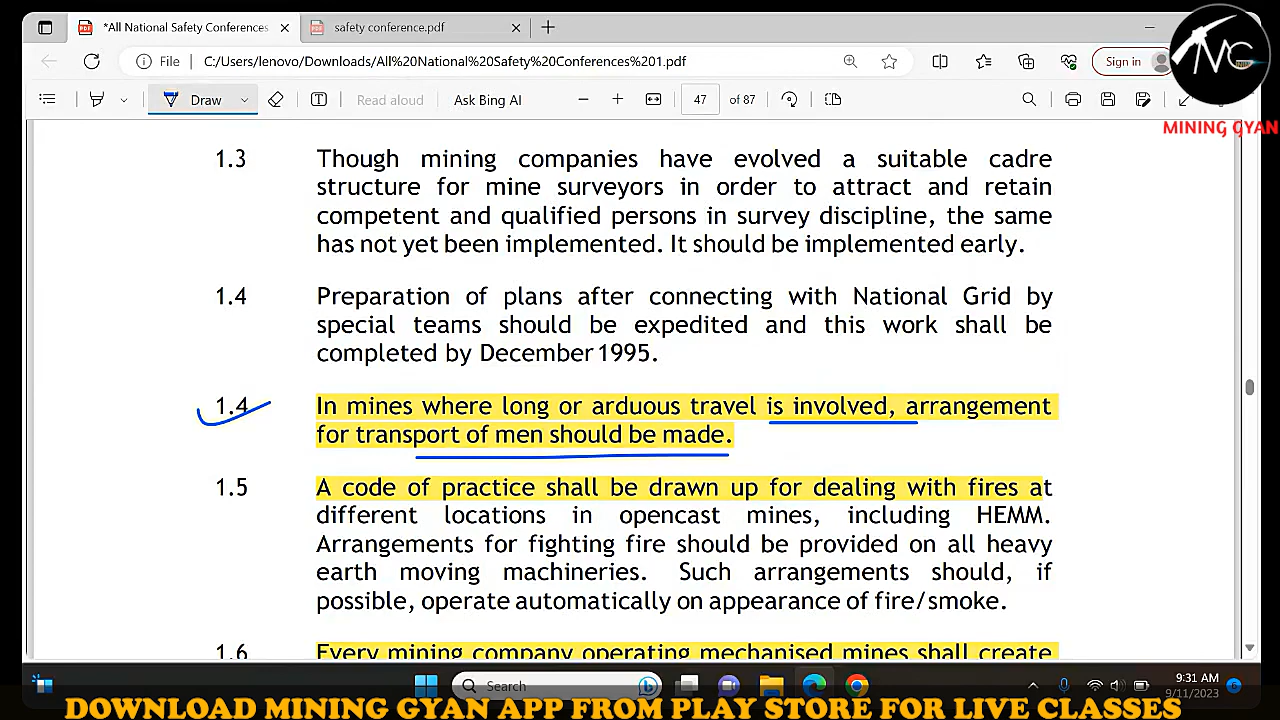 *All National Safety Conferences
safety conference.pdf
File
C:/Users/lenovo/Downloads/All%20National%20Safety%20Conferences%201.pdf
Sign in
MC
MINING GYAN
Draw
Read aloud
Ask Bing AI
47 of 87
1.3 Though mining companies have evolved a suitable cadre
structure for mine surveyors in order to attract and retain
competent and qualified persons in survey discipline, the same
has not yet been implemented. It should be implemented early.
1.4 Preparation of plans after connecting with National Grid by
special teams should be expedited and this work shall be
completed by December 1995.
1.4 In mines where long or arduous travel is involved, arrangement
for transport of men should be made.
1.5 A code of practice shall be drawn up for dealing with fires at
different locations in opencast mines, including HEMM.
Arrangements for fighting fire should be provided on all heavy
earth moving machineries. Such arrangements should, if
possible, operate automatically on appearance of fire/smoke.
1.6 Every mining company operating mechanised mines shall create
Search
9:31 AM
9/11/2023
DOWNLOAD MINING GYAN APP FROM PLAY STORE FOR LIVE CLASSES